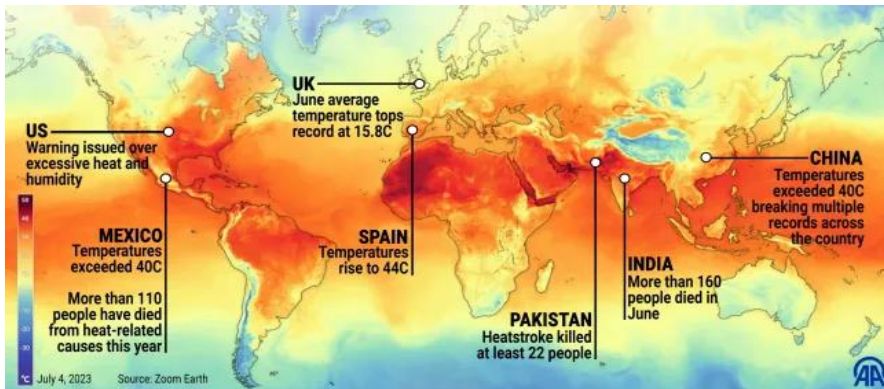 UK
June average
temperature tops
record at 15.8C
US
Warning issued over
excessive heat and
humidity
MEXICO
Temperatures
exceeded 40C
More than 110
people have died
from heat-related
causes this year
SPAIN
Temperatures
rise to 44C
PAKISTAN
Heatstroke killed
at least 22 people
INDIA
More than 160
people died in
June
CHINA
Temperatures
exceeded 40C
breaking multiple
records across
the country
°C
July 4, 2023
Source: Zoom Earth
AA